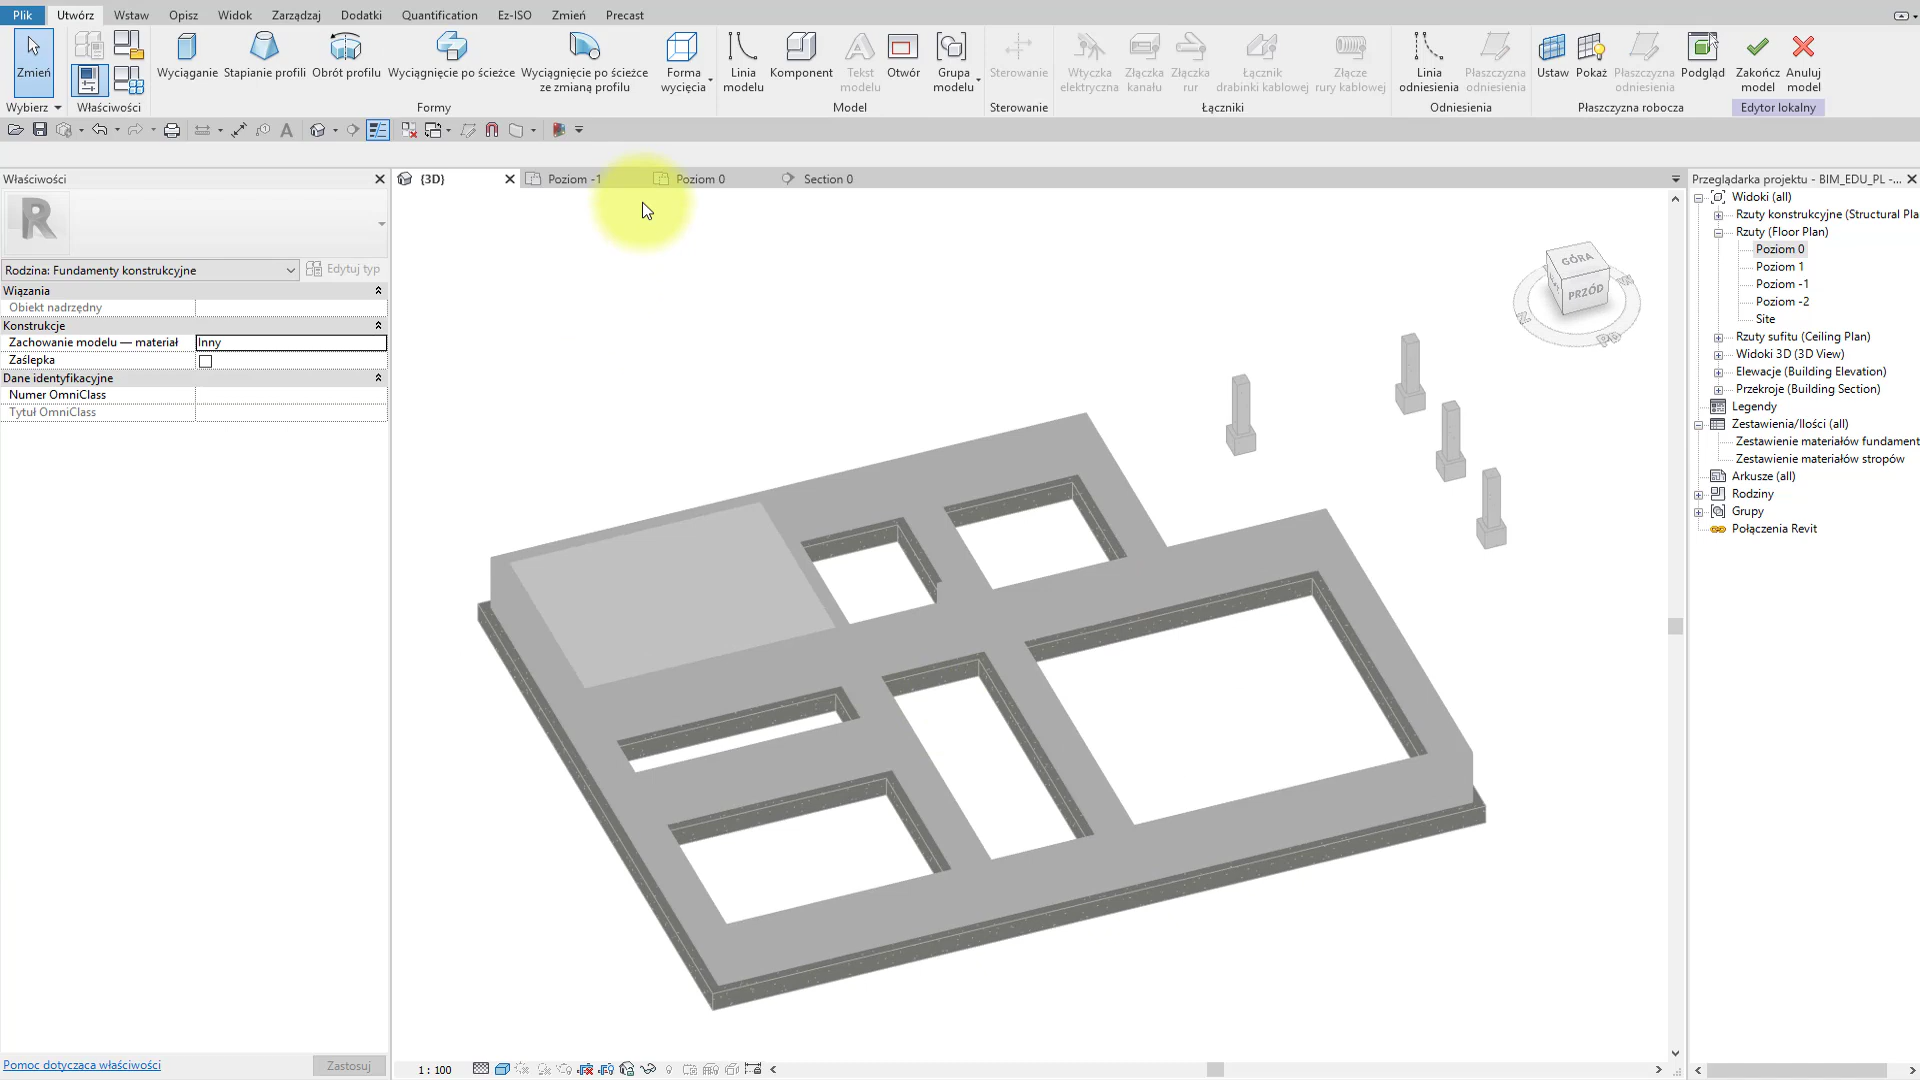 Plik Utwórz Wstaw Opisz Widok Zarządzaj Dodatki Quantification Ez-ISO Zmień Precast
Zmień
Wyciąganie
Stapianie profili
Obrót profilu
Wyciągnięcie po ścieżce
Wyciągnięcie po ścieżce ze zmianą profilu
Forma wycięcia
Linia modelu
Komponent
Tekst modelu
Otwór
Grupa modelu
Sterowanie
Wtyczka elektryczna
Złączka kanału
Złączka rur
Łącznik drabinki kablowej
Złącze rury kablowej
Linia odniesienia
Płaszczyzna odniesienia
Ustaw
Pokaż
Płaszczyzna odniesienia
Podgląd
Zakończ model
Anuluj model
Wybierz Właściwości Formy Model Sterowanie Łączniki Odniesienia Płaszczyzna robocza Edytor lokalny
Właściwości
{3D} Poziom -1 Poziom 0 Section 0
R
Rodzina: Fundamenty konstrukcyjne Edytuj typ
Wiązania
Obiekt nadrzędny
Konstrukcje
Zachowanie modelu — materiał Inny
Zaślepka
Dane identyfikacyjne
Numer OmniClass
Tytuł OmniClass
Pomoc dotycząca właściwości Zastosuj
GÓRA
PRZÓD
1 : 100
Przeglądarka projektu - BIM_EDU_PL -...
Widoki (all)
Rzuty konstrukcyjne (Structural Pla
Rzuty (Floor Plan)
Poziom 0
Poziom 1
Poziom -1
Poziom -2
Site
Rzuty sufitu (Ceiling Plan)
Widoki 3D (3D View)
Elewacje (Building Elevation)
Przekroje (Building Section)
Legendy
Zestawienia/Ilości (all)
Zestawienie materiałów fundament
Zestawienie materiałów stropów
Arkusze (all)
Rodziny
Grupy
Połączenia Revit